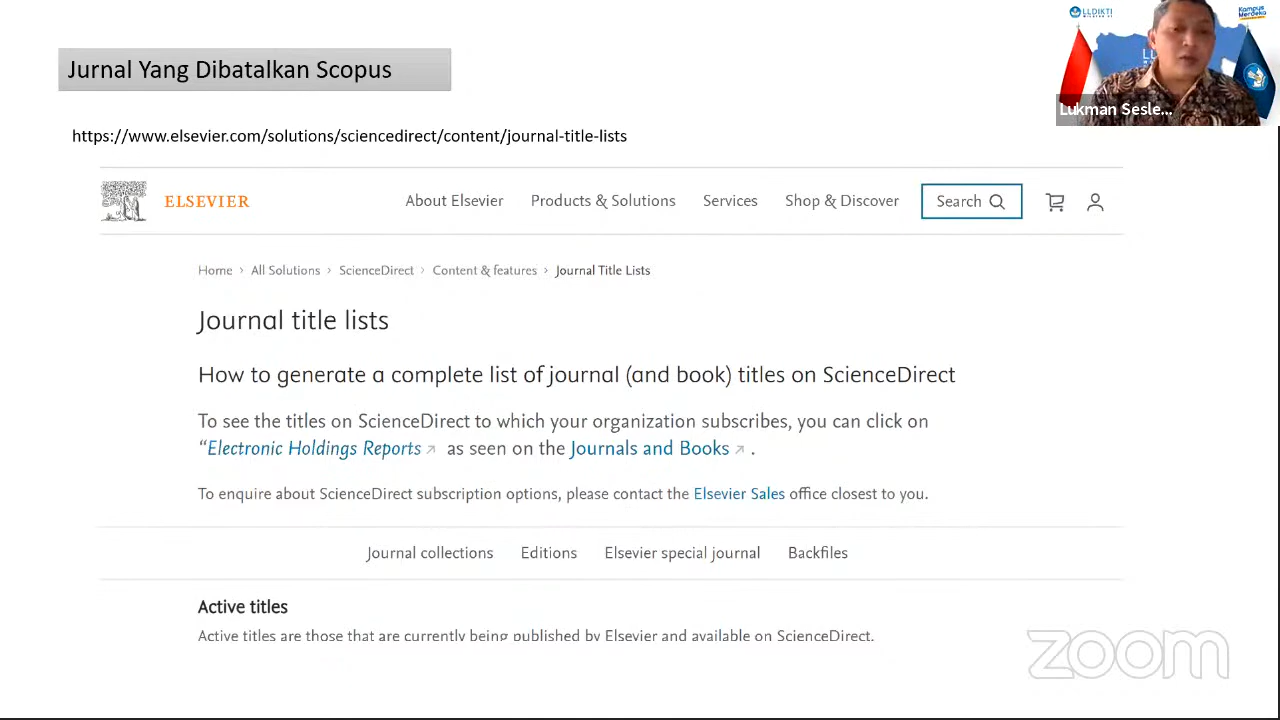 Jurnal Yang Dibatalkan Scopus
LLDIKTI
Kampus
Merdeka
Lukman Sesle...
https://www.elsevier.com/solutions/sciencedirect/content/journal-title-lists
ELSEVIER
About Elsevier Products & Solutions Services Shop & Discover Search
Home > All Solutions > ScienceDirect > Content & features > Journal Title Lists
Journal title lists
How to generate a complete list of journal (and book) titles on ScienceDirect
To see the titles on ScienceDirect to which your organization subscribes, you can click on
“Electronic Holdings Reports ↗ as seen on the Journals and Books ↗ .
To enquire about ScienceDirect subscription options, please contact the Elsevier Sales office closest to you.
Journal collections Editions Elsevier special journal Backfiles
Active titles
Active titles are those that are currently being published by Elsevier and available on ScienceDirect.
zoom